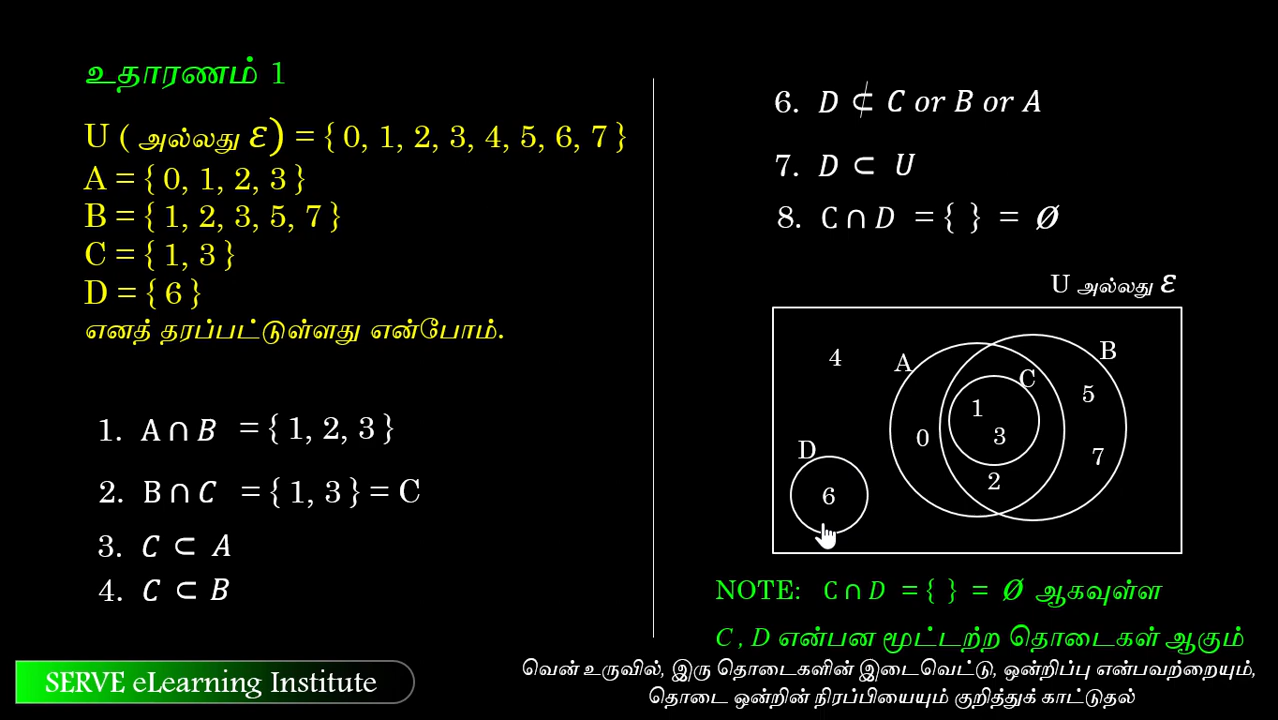 உதாரணம் 1
U ( அல்லது ℰ) = { 0, 1, 2, 3, 4, 5, 6, 7 }
A = { 0, 1, 2, 3 }
B = { 1, 2, 3, 5, 7 }
C = { 1, 3 }
D = { 6 }
எனத் தரப்பட்டுள்ளது என்போம்.
1. A ∩ B = { 1, 2, 3 }
2. B ∩ C = { 1, 3 } = C
3. C ⊂ A
4. C ⊂ B
6. D ⊄ C or B or A
7. D ⊂ U
8. C ∩ D = { } = Ø
U அல்லது ℰ
4
A
B
C
5
1
3
0
7
D
2
6
NOTE: C ∩ D = { } = Ø ஆகவுள்ள
C , D என்பன மூட்டற்ற தொடைகள் ஆகும்
SERVE eLearning Institute
வென் உருவில், இரு தொடைகளின் இடைவெட்டு, ஒன்றிப்பு என்பவற்றையும்,
தொடை ஒன்றின் நிரப்பியையும் குறித்துக் காட்டுதல்